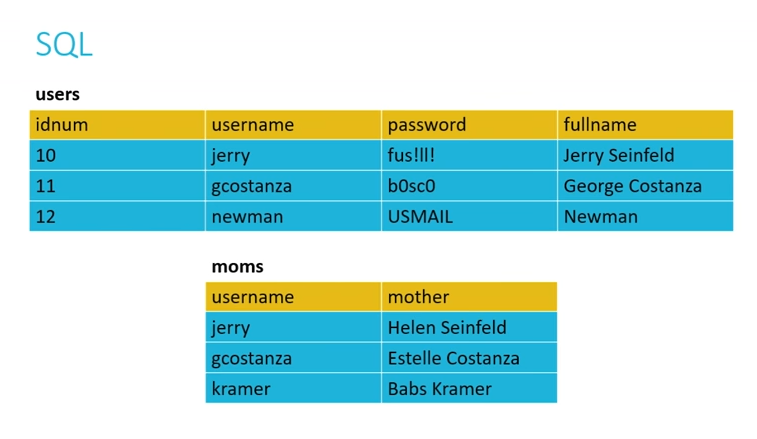 SQL
users
idnum username password fullname
10 jerry fus!ll! Jerry Seinfeld
11 gcostanza b0sc0 George Costanza
12 newman USMAIL Newman
moms
username mother
jerry Helen Seinfeld
gcostanza Estelle Costanza
kramer Babs Kramer